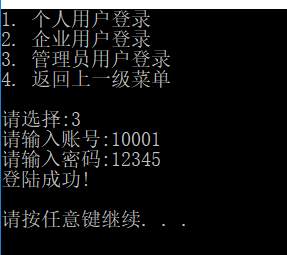 1. 个人用户登录
2. 企业用户登录
3. 管理员用户登录
4. 返回上一级菜单
请选择:3
请输入账号:10001
请输入密码:12345
登陆成功!
请按任意键继续. . .